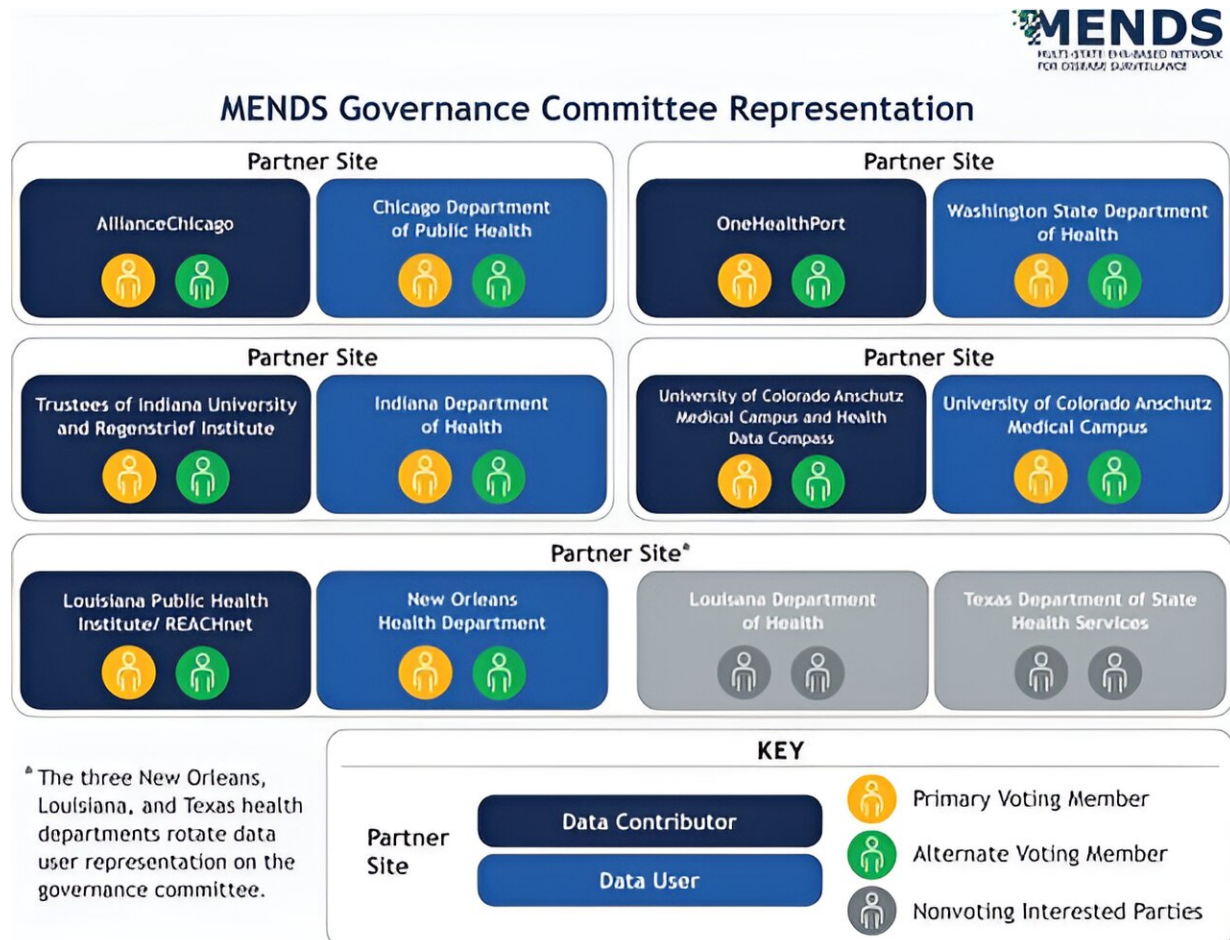 MENDS
MULTI-STATE EHR-BASED NETWORK
FOR DISEASE SURVEILLANCE
MENDS Governance Committee Representation
Partner Site
AllianceChicago
Chicago Department
of Public Health
Partner Site
OneHealthPort
Washington State Department
of Health
Partner Site
Trustees of Indiana University
and Regenstrief Institute
Indiana Department
of Health
Partner Site
University of Colorado Anschutz
Medical Campus and Health
Data Compass
University of Colorado Anschutz
Medical Campus
Partner Siteª
Louisiana Public Health
Institute/ REACHnet
New Orleans
Health Department
Louisana Department
of Health
Texas Department of State
Health Services
ª The three New Orleans,
Louisiana, and Texas health
departments rotate data
user representation on the
governance committee.
KEY
Partner
Site
Data Contributor
Data User
Primary Voting Member
Alternate Voting Member
Nonvoting Interested Parties